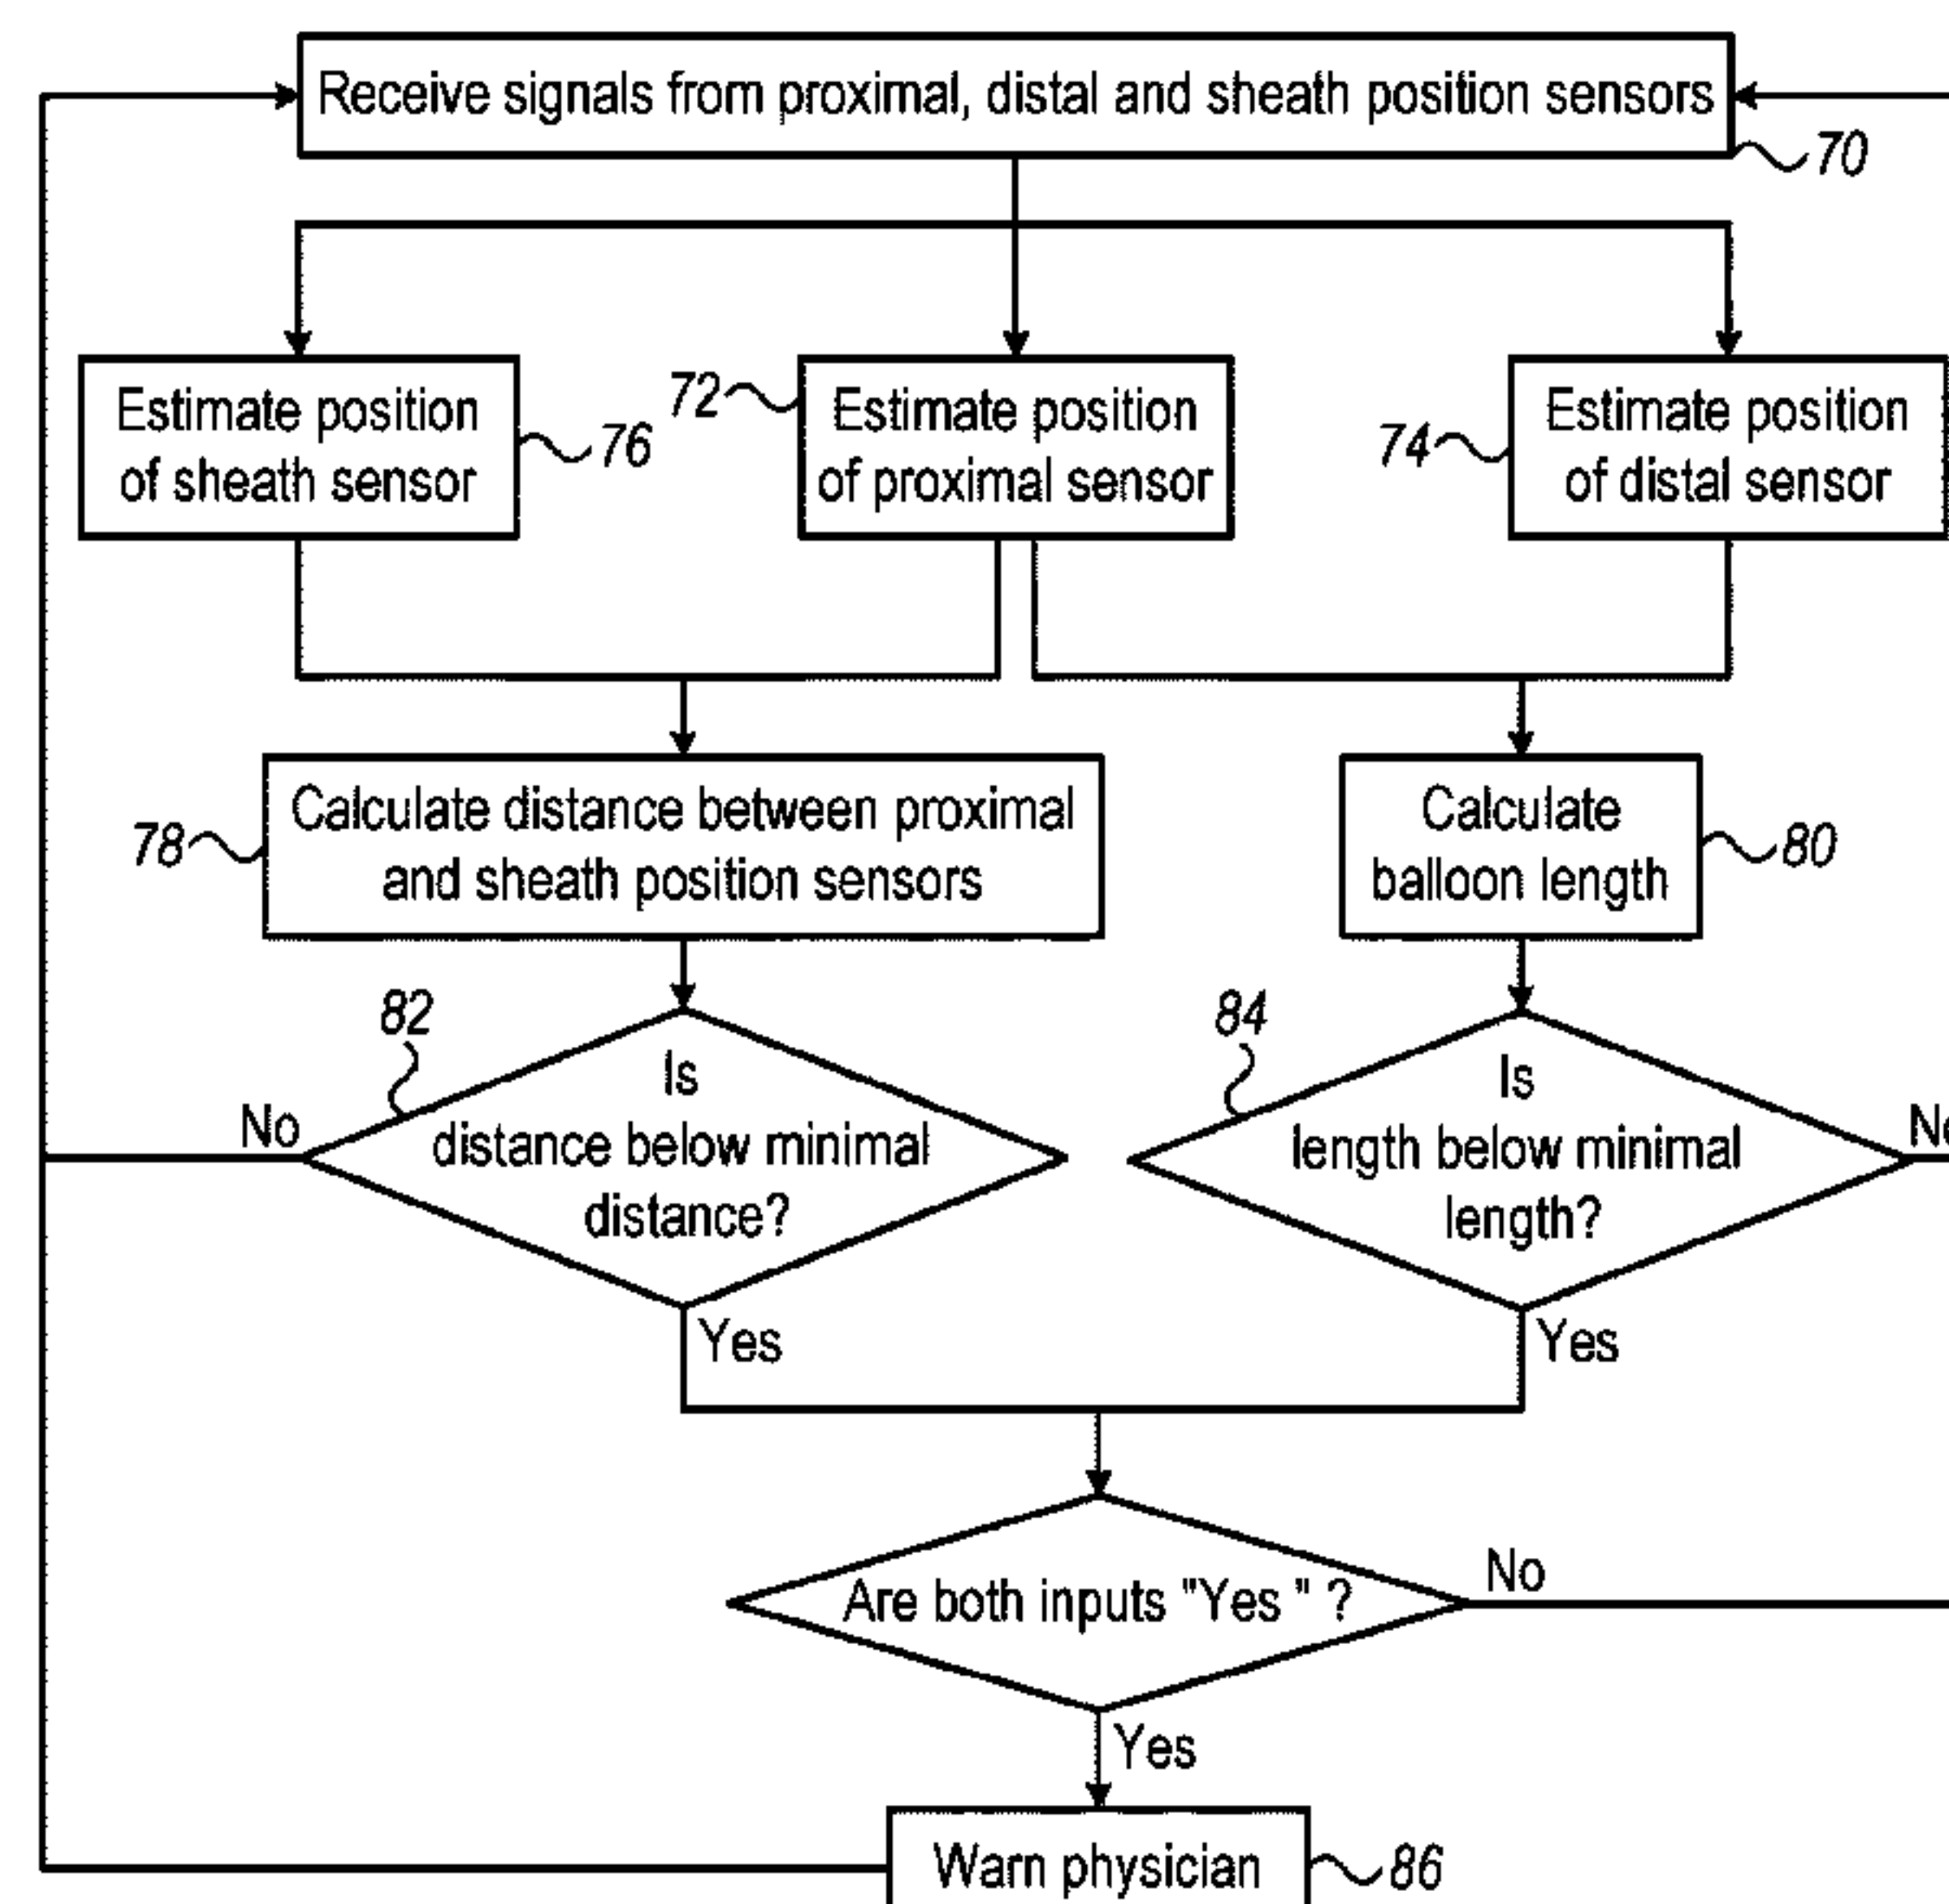 Receive signals from proximal, distal and sheath position sensors
70
Estimate position
of sheath sensor
76
72
Estimate position
of proximal sensor
74
Estimate position
of distal sensor
78
Calculate distance between proximal
and sheath position sensors
Calculate
balloon length
80
82
Is
distance below minimal
distance?
No
Yes
84
Is
length below minimal
length?
Yes
Are both inputs "Yes " ?
No
Yes
Warn physician
86